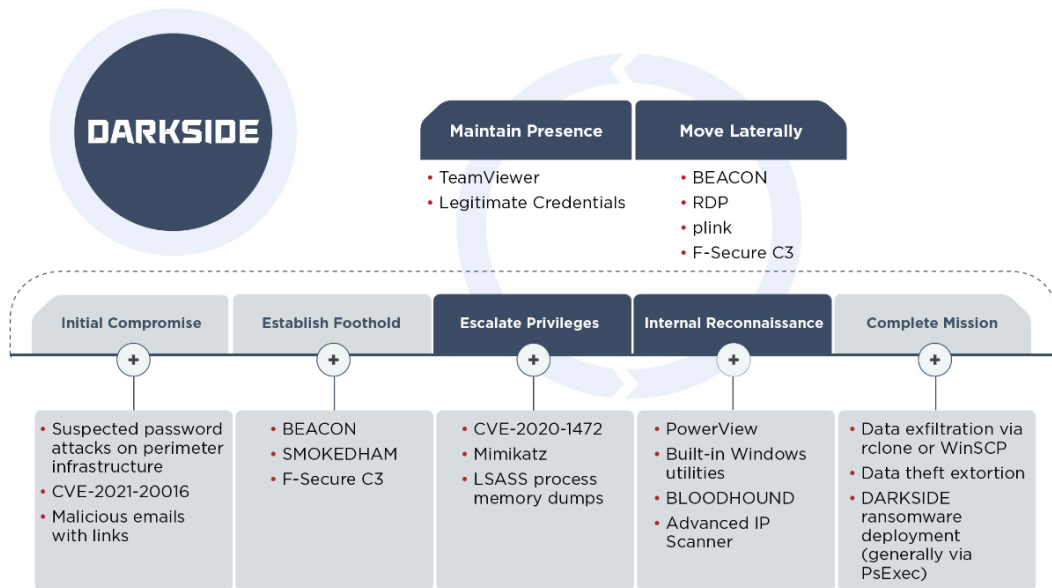 DARKSIDE
Maintain Presence
• TeamViewer
• Legitimate Credentials
Move Laterally
• BEACON
• RDP
• plink
• F-Secure C3
Initial Compromise
+
• Suspected password
attacks on perimeter
infrastructure
• CVE-2021-20016
• Malicious emails
with links
Establish Foothold
+
• BEACON
• SMOKEDHAM
• F-Secure C3
Escalate Privileges
+
• CVE-2020-1472
• Mimikatz
• LSASS process
memory dumps
Internal Reconnaissance
+
• PowerView
• Built-in Windows
utilities
• BLOODHOUND
• Advanced IP
Scanner
Complete Mission
+
• Data exfiltration via
rclone or WinSCP
• Data theft extortion
• DARKSIDE
ransomware
deployment
(generally via
PsExec)